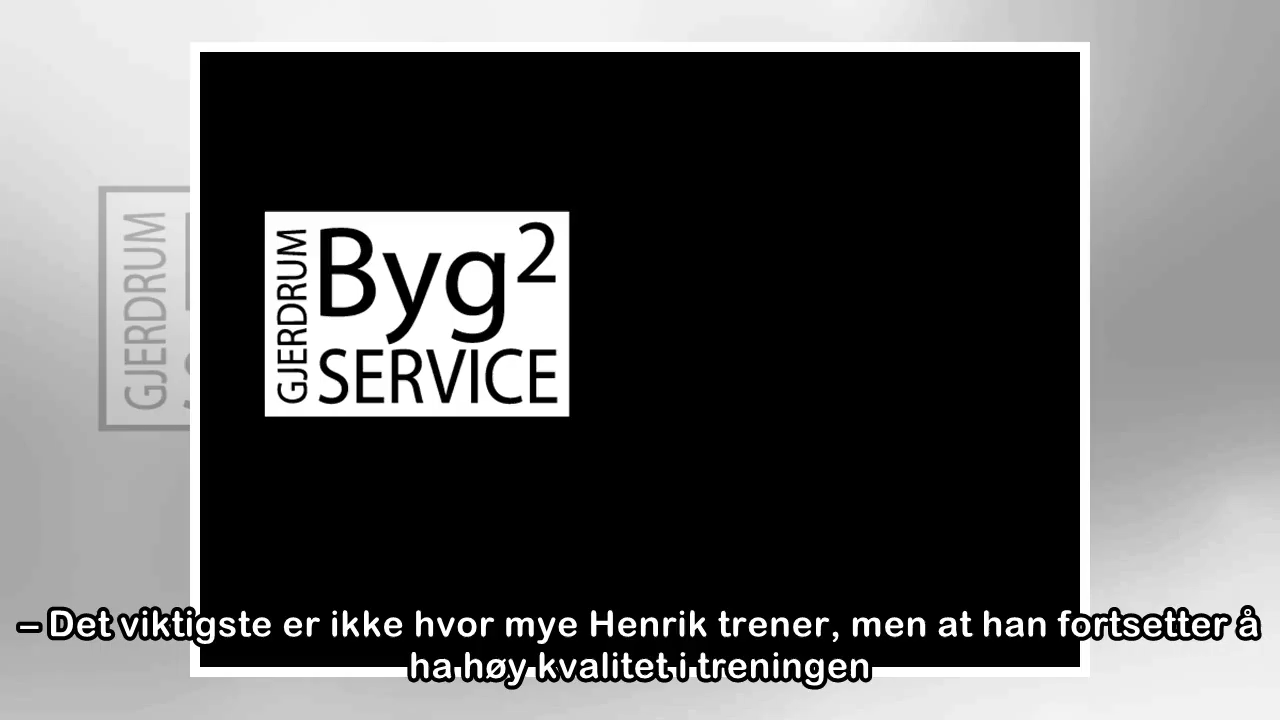 GJERDRUM
GJERDRUM
Byg²
SERVICE
– Det viktigste er ikke hvor mye Henrik trener, men at han fortsetter å
ha høy kvalitet i treningen